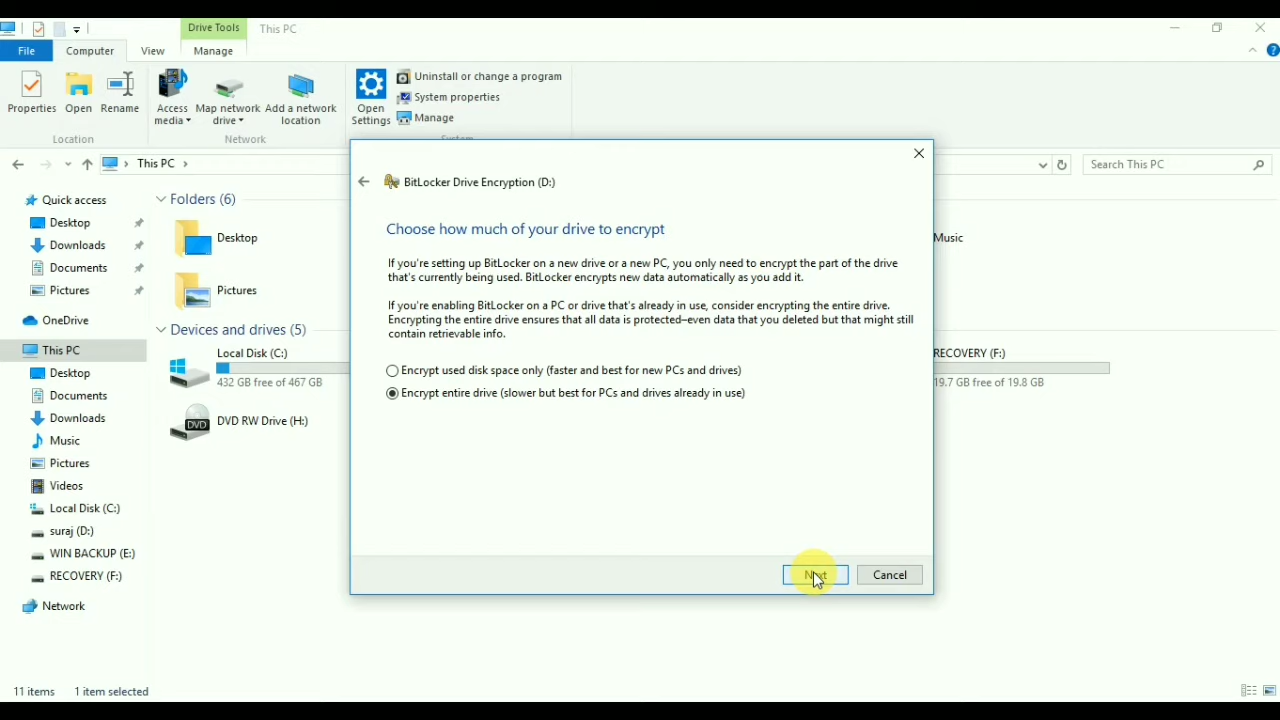 Drive Tools
This PC
File
Computer
View
Manage
Properties
Open
Rename
Access media
Map network drive
Add a network location
Open Settings
Uninstall or change a program
System properties
Manage
Location
Network
This PC
Search This PC
BitLocker Drive Encryption (D:)
Choose how much of your drive to encrypt
If you're setting up BitLocker on a new drive or a new PC, you only need to encrypt the part of the drive
that's currently being used. BitLocker encrypts new data automatically as you add it.
If you're enabling BitLocker on a PC or drive that's already in use, consider encrypting the entire drive.
Encrypting the entire drive ensures that all data is protected–even data that you deleted but that might still
contain retrievable info.
Encrypt used disk space only (faster and best for new PCs and drives)
Encrypt entire drive (slower but best for PCs and drives already in use)
Next
Cancel
Quick access
Desktop
Downloads
Documents
Pictures
OneDrive
This PC
Desktop
Documents
Downloads
Music
Pictures
Videos
Local Disk (C:)
suraj (D:)
WIN BACKUP (E:)
RECOVERY (F:)
Network
Folders (6)
Desktop
Music
Pictures
Devices and drives (5)
Local Disk (C:)
432 GB free of 467 GB
RECOVERY (F:)
19.7 GB free of 19.8 GB
DVD
DVD RW Drive (H:)
11 items
1 item selected